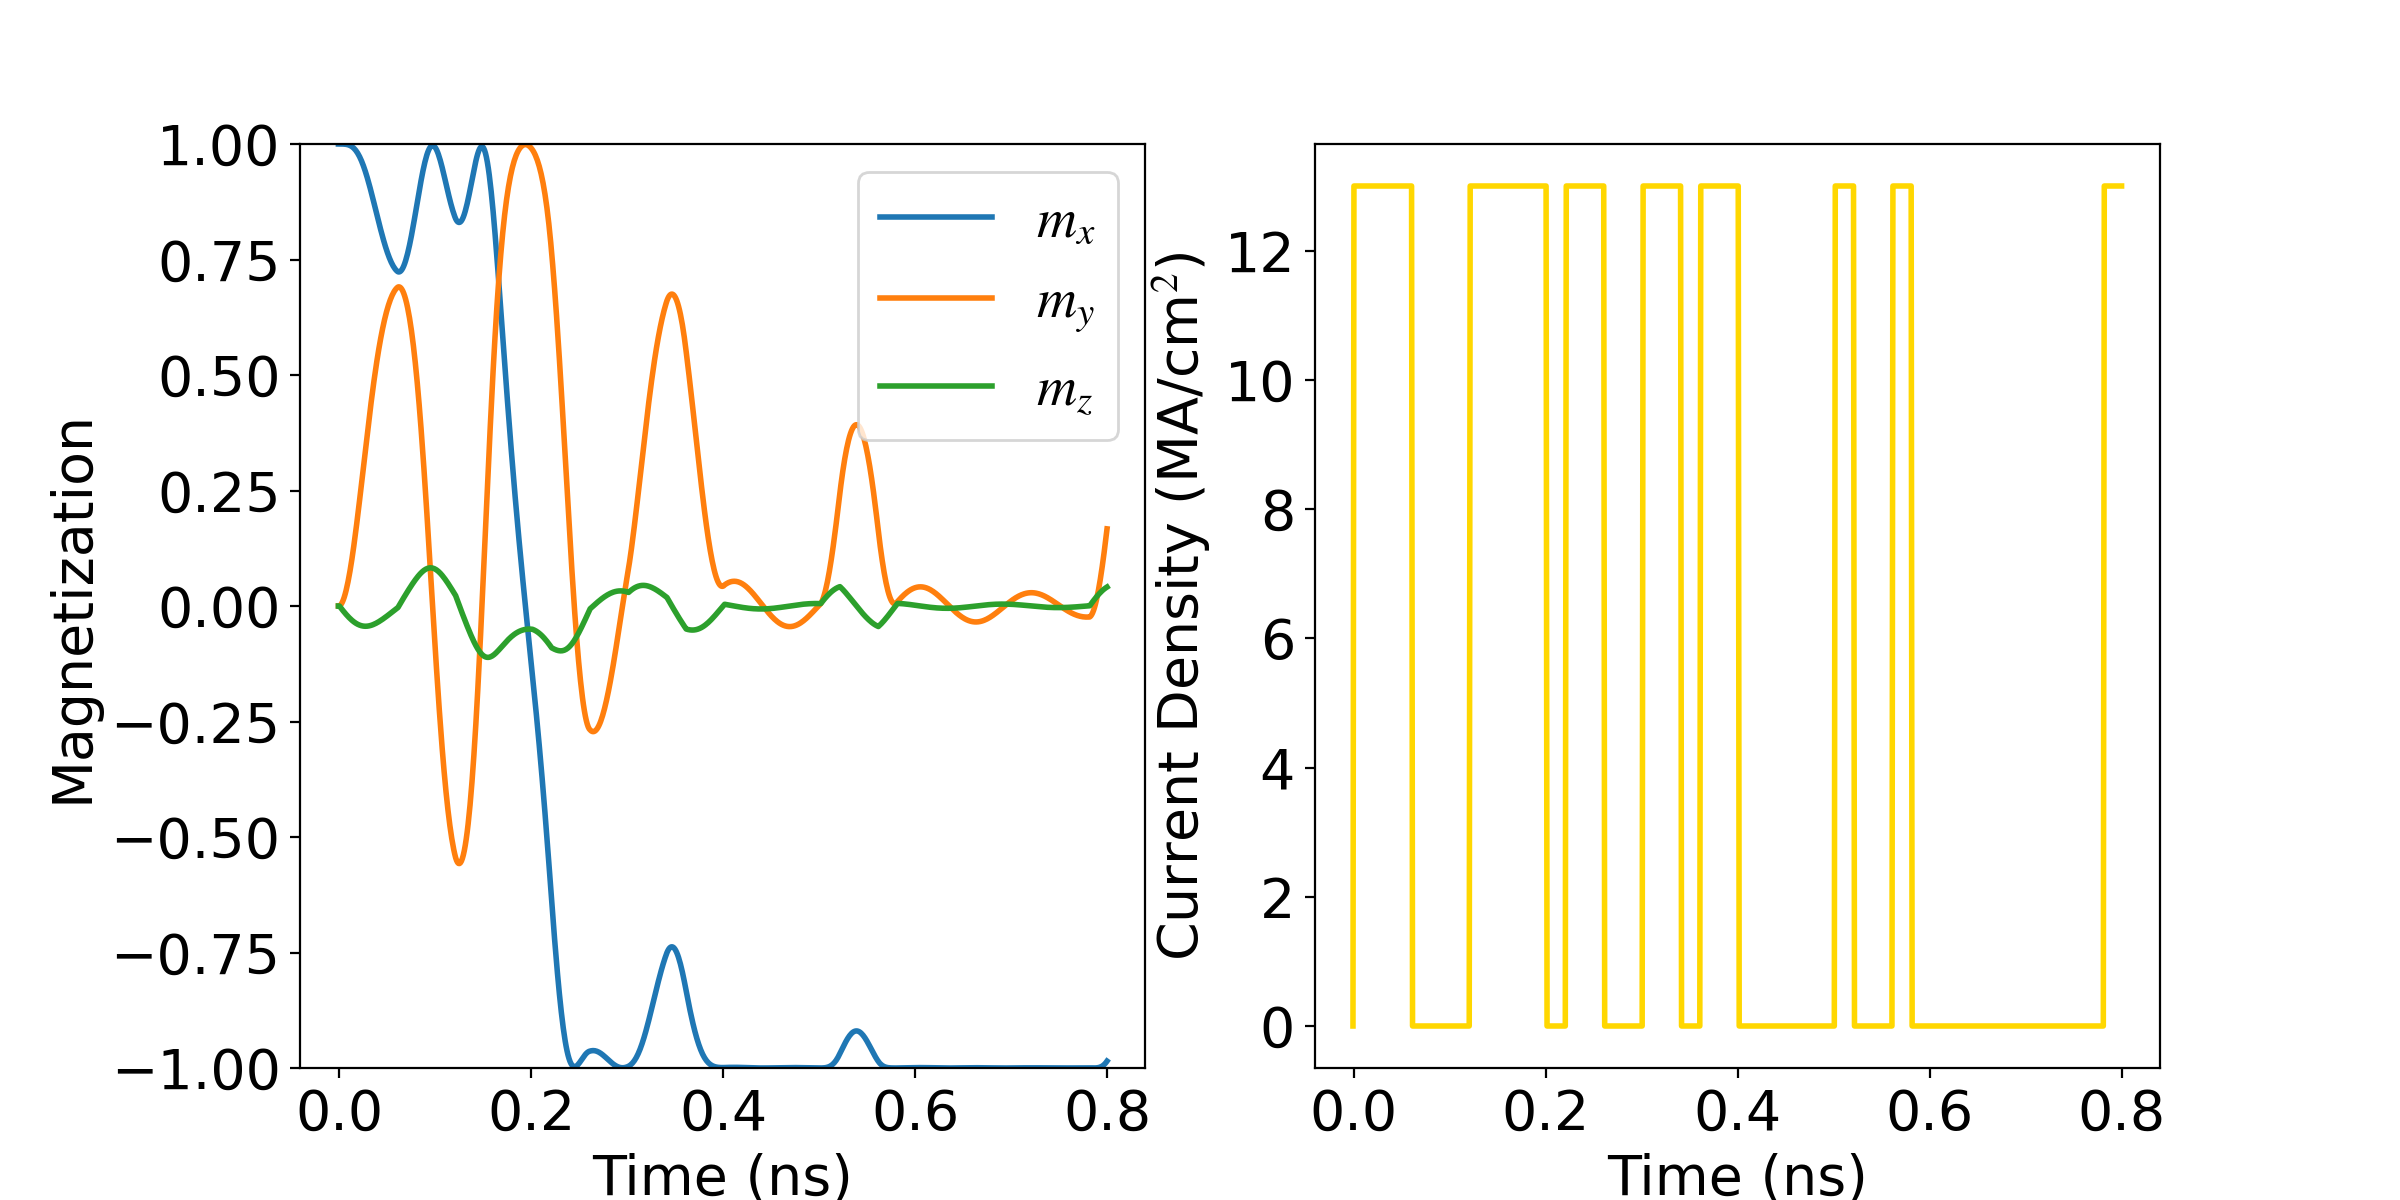 Magnetization
1.00
0.75
0.50
0.25
0.00
−0.25
−0.50
−0.75
−1.00
0.0 0.2 0.4 0.6 0.8
Time (ns)
m_x
m_y
m_z
Current Density (MA/cm²)
12
10
8
6
4
2
0
0.0 0.2 0.4 0.6 0.8
Time (ns)